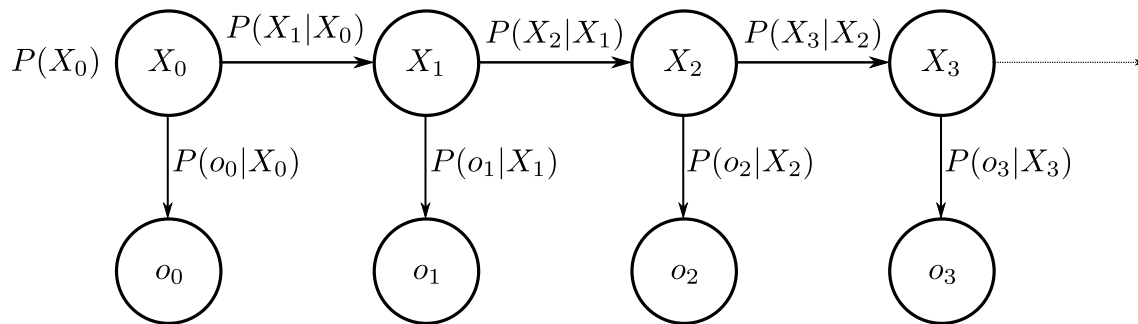 P(X₀) X₀ P(X₁|X₀) X₁ P(X₂|X₁) X₂ P(X₃|X₂) X₃
P(o₀|X₀) P(o₁|X₁) P(o₂|X₂) P(o₃|X₃)
o₀ o₁ o₂ o₃